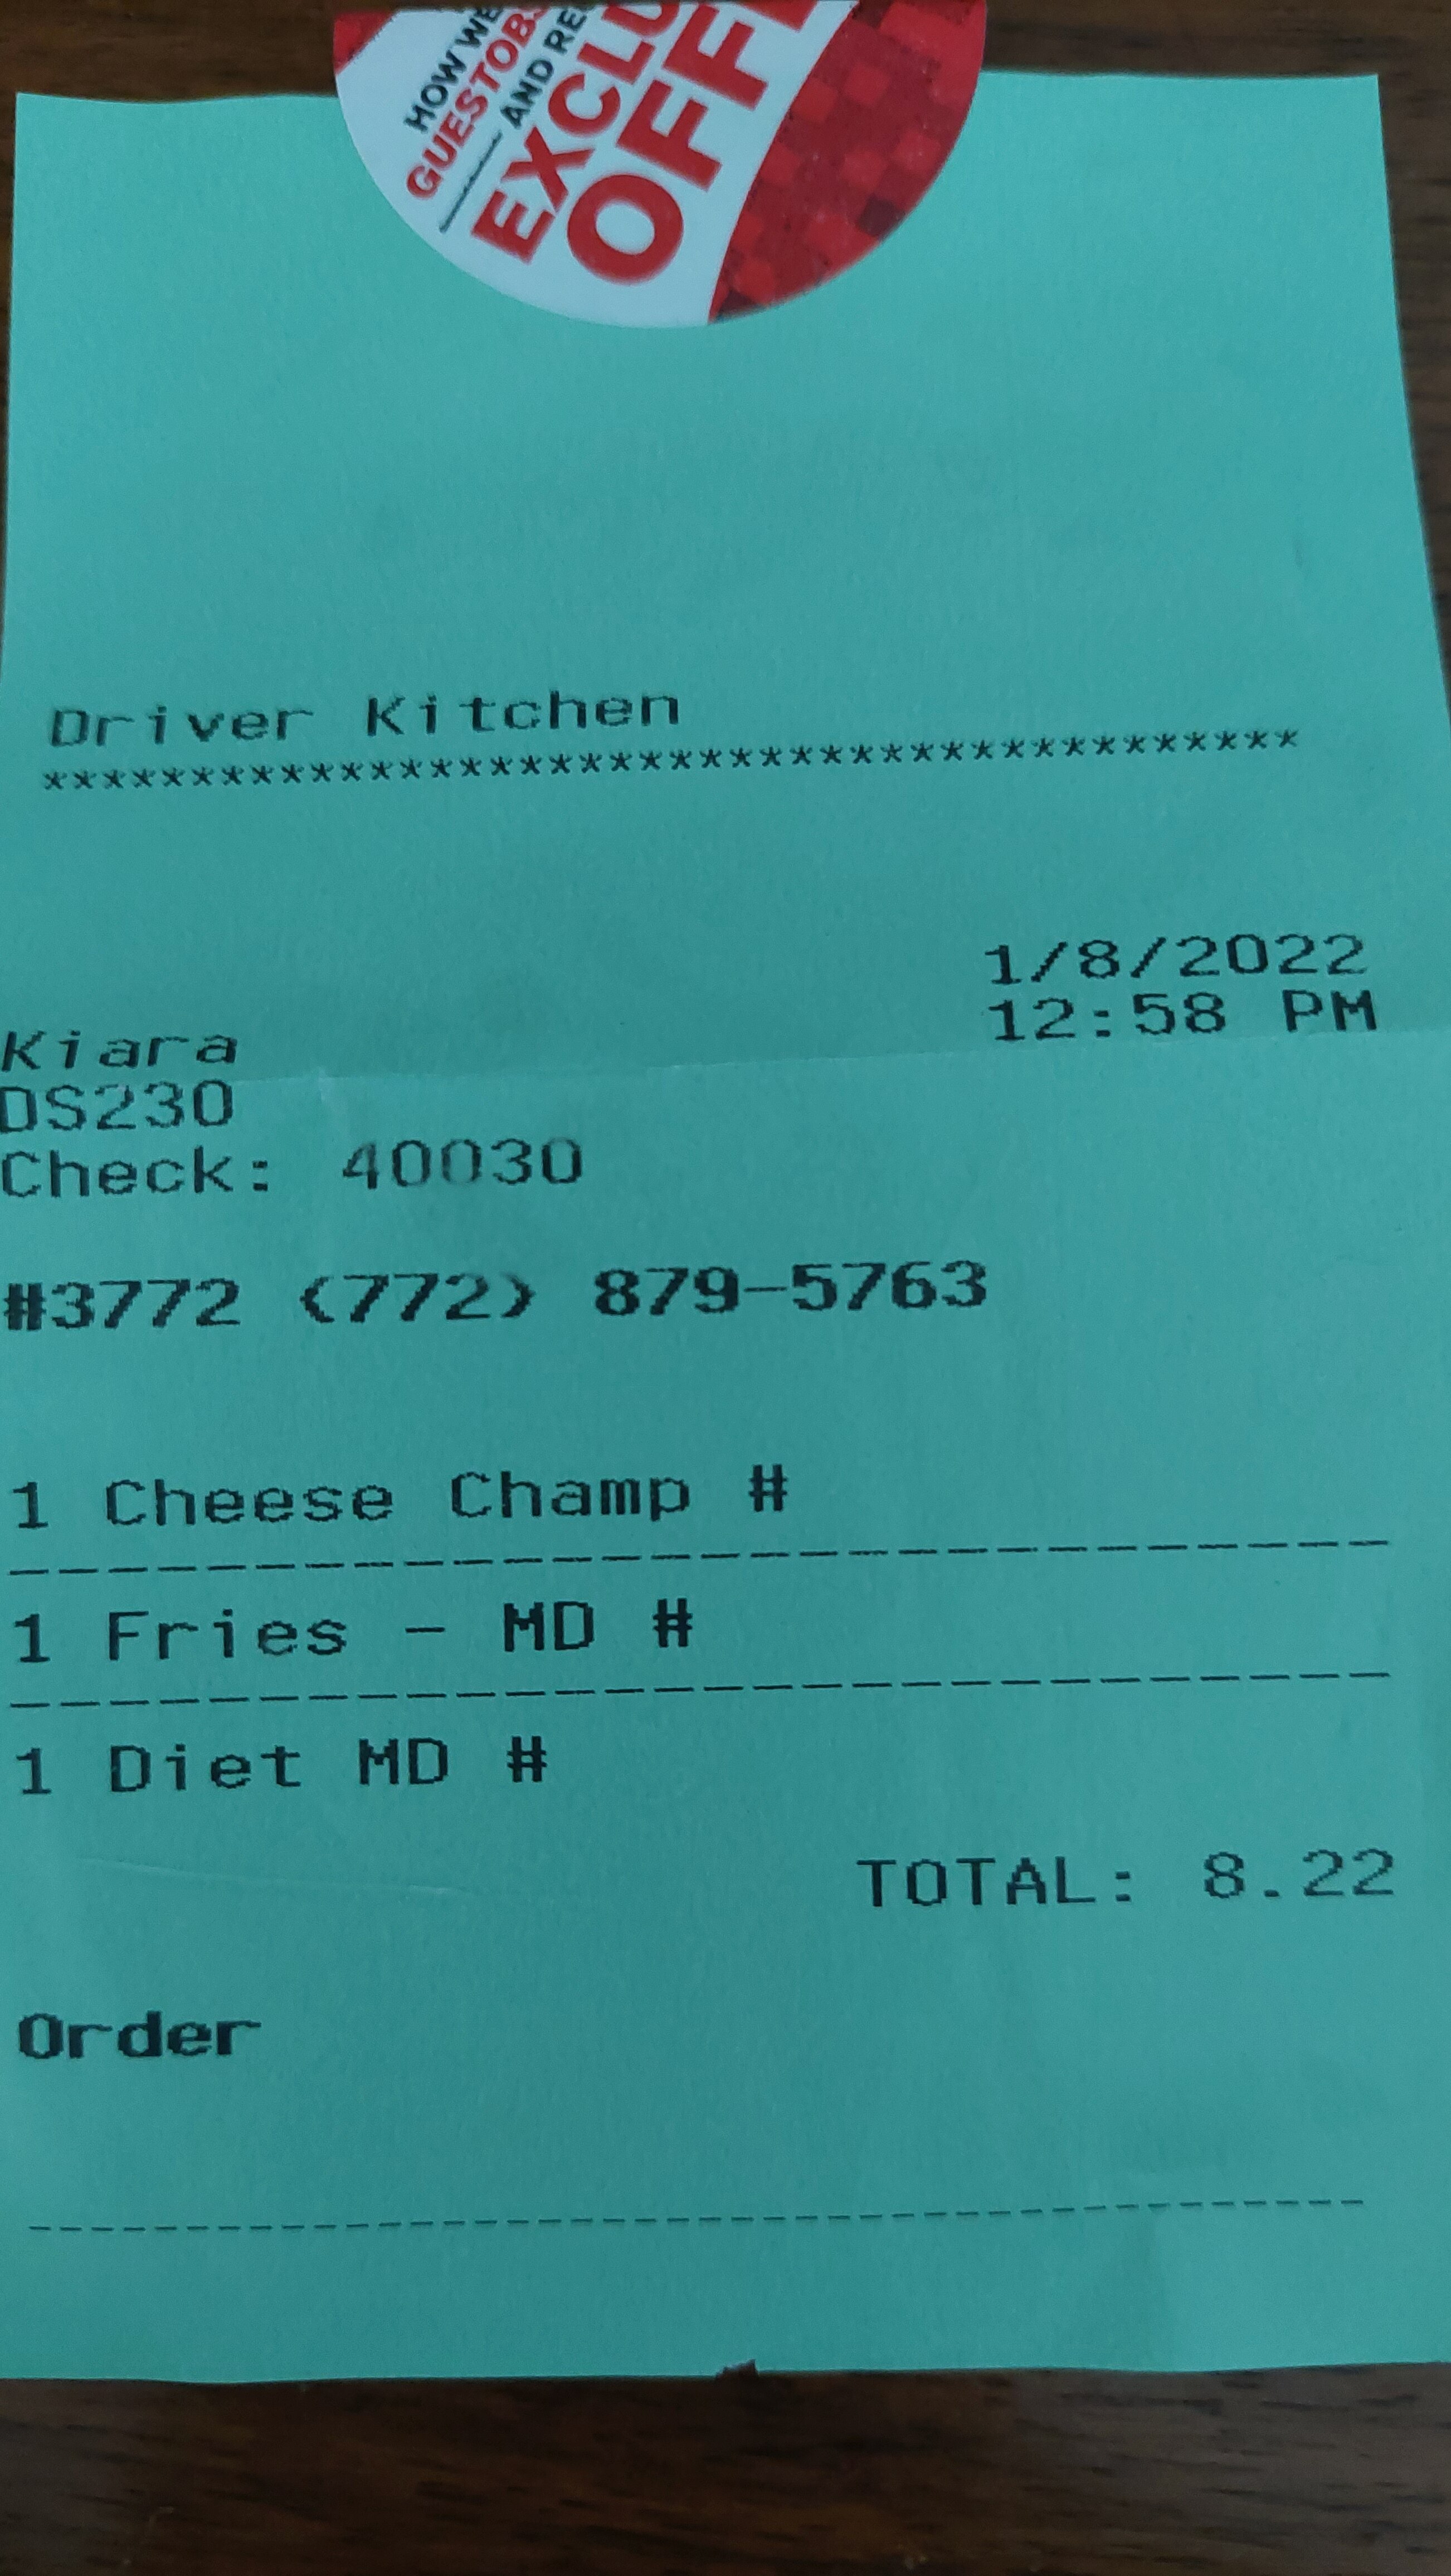 HOW WE
GUESTOBS
AND RE
EXCLU
OFF
Driver Kitchen
******************************************
1/8/2022
12:58 PM
Kiara
DS230
Check: 40030
#3772 (772) 879-5763
1 Cheese Champ #
----------------------------
1 Fries - MD #
----------------------------
1 Diet MD #
TOTAL: 8.22
Order
--------------------------------------